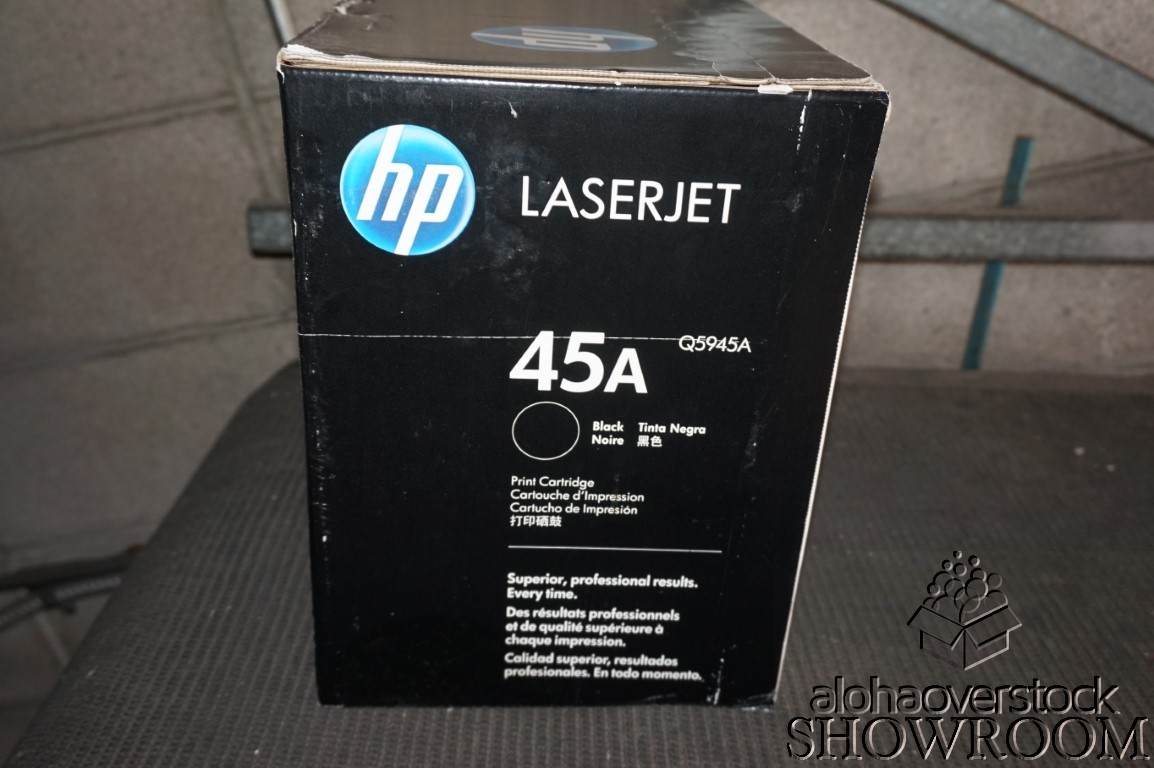 hp
hp LASERJET
45A Q5945A
Black Tinta Negra
Noire 黑色
Print Cartridge
Cartouche d'Impression
Cartucho de Impresión
打印硒鼓
Superior, professional results.
Every time.
Des résultats professionnels
et de qualité supérieure à
chaque impression.
Calidad superior, resultados
profesionales. En todo momento.
alohaoverstock
SHOWROOM